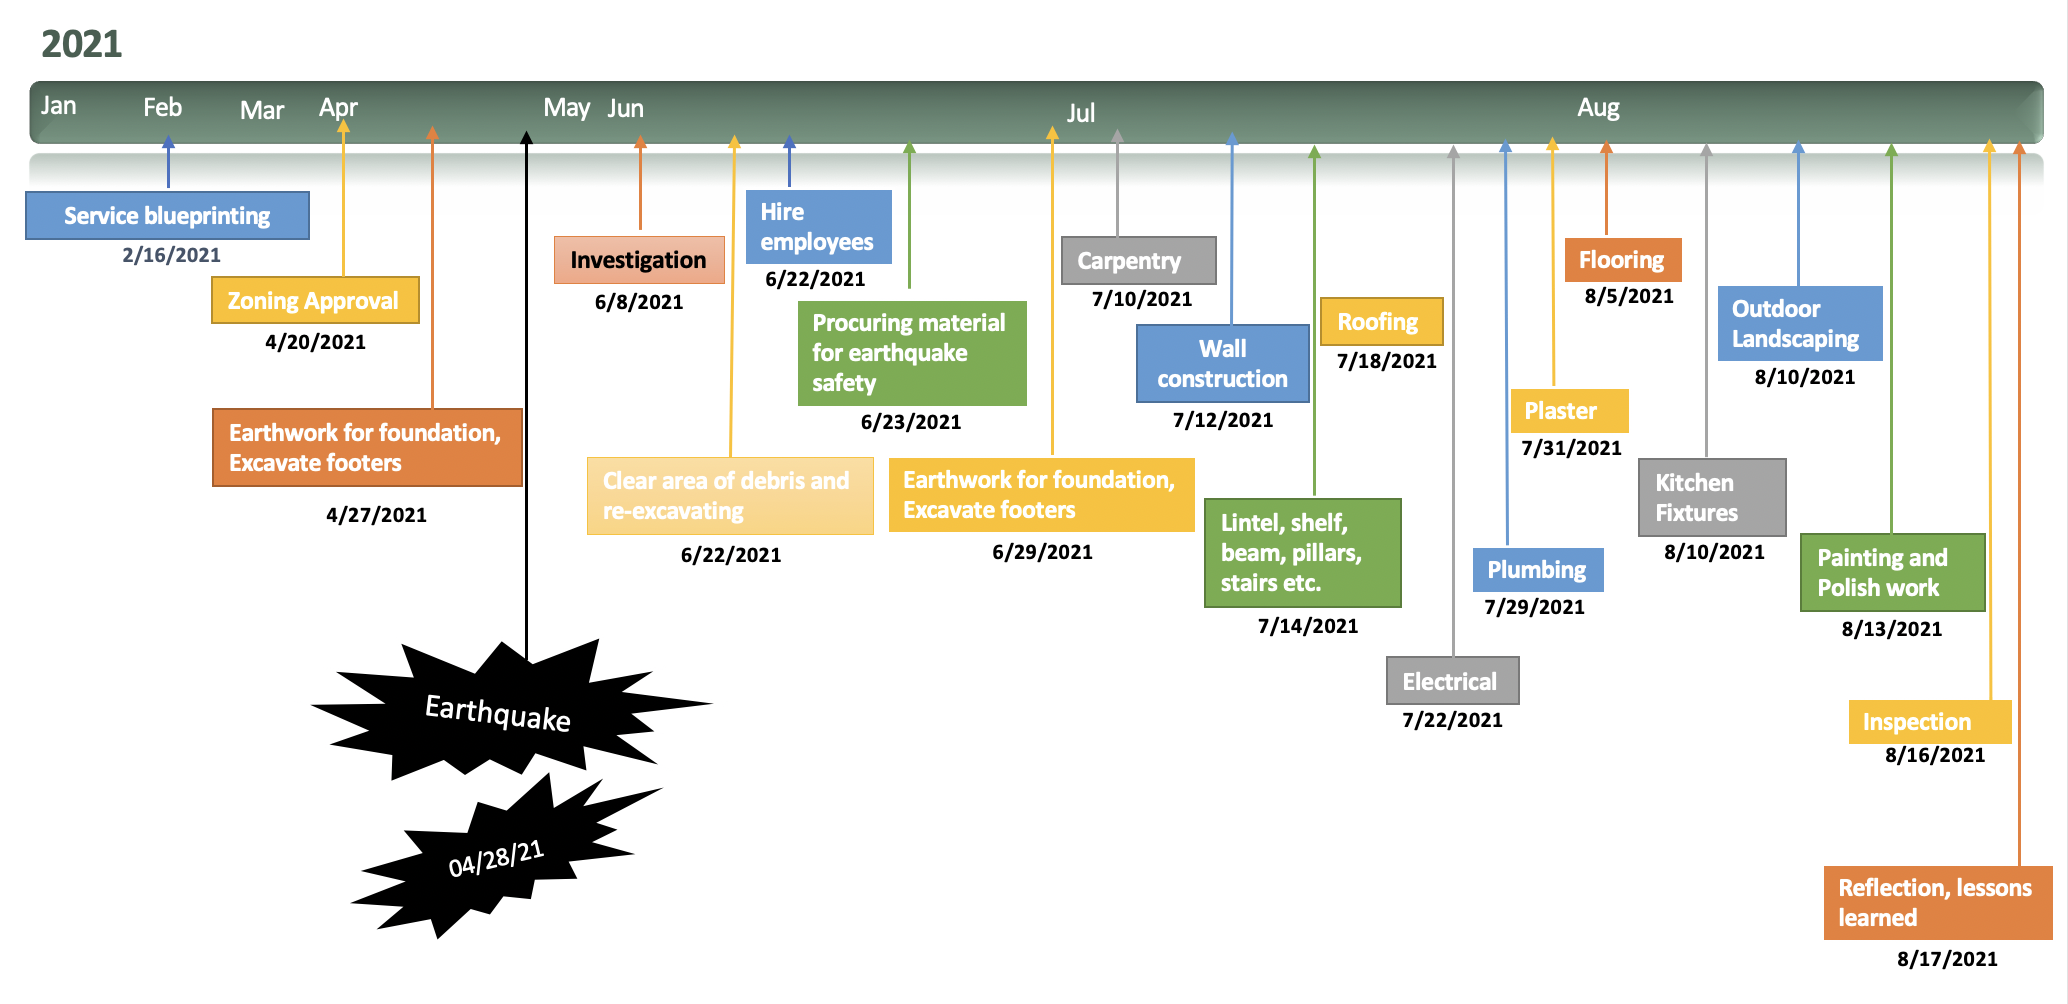 2021
Jan
Feb
Mar
Apr
May
Jun
Jul
Aug
Service blueprinting
2/16/2021
Zoning Approval
4/20/2021
Earthwork for foundation,
Excavate footers
4/27/2021
Earthquake
04/28/21
Investigation
6/8/2021
Clear area of debris and
re-excavating
6/22/2021
Hire
employees
6/22/2021
Procuring material
for earthquake
safety
6/23/2021
Earthwork for foundation,
Excavate footers
6/29/2021
Carpentry
7/10/2021
Wall
construction
7/12/2021
Lintel, shelf,
beam, pillars,
stairs etc.
7/14/2021
Roofing
7/18/2021
Electrical
7/22/2021
Plumbing
7/29/2021
Plaster
7/31/2021
Flooring
8/5/2021
Kitchen
Fixtures
8/10/2021
Outdoor
Landscaping
8/10/2021
Painting and
Polish work
8/13/2021
Inspection
8/16/2021
Reflection, lessons
learned
8/17/2021